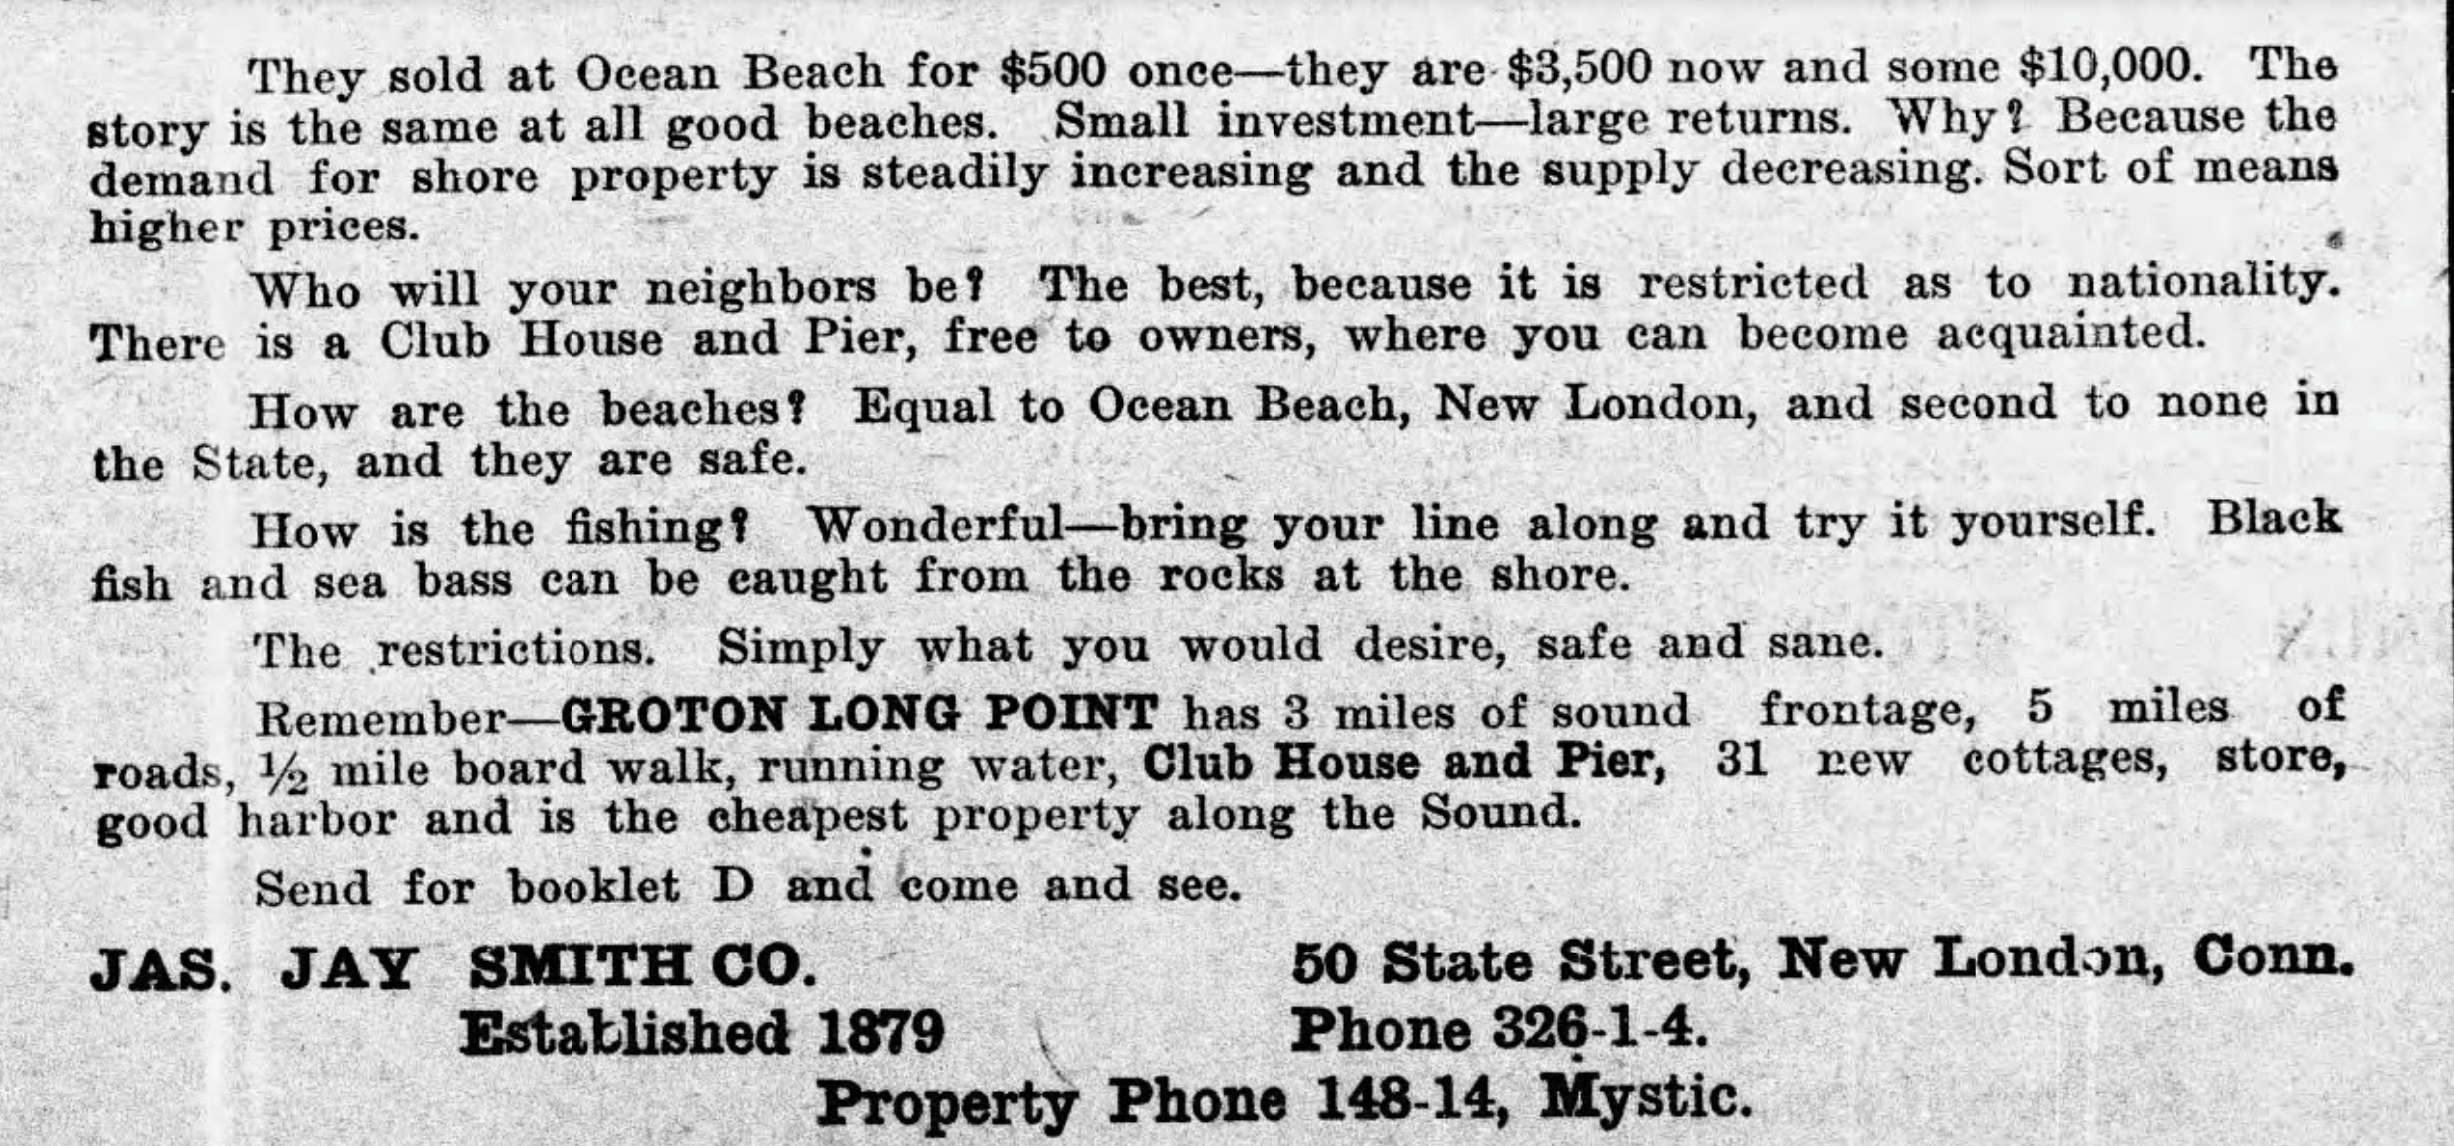 They sold at Ocean Beach for $500 once—they are $3,500 now and some $10,000. The
story is the same at all good beaches. Small investment—large returns. Why? Because the
demand for shore property is steadily increasing and the supply decreasing. Sort of means
higher prices.
Who will your neighbors be? The best, because it is restricted as to nationality.
There is a Club House and Pier, free to owners, where you can become acquainted.
How are the beaches? Equal to Ocean Beach, New London, and second to none in
the State, and they are safe.
How is the fishing? Wonderful—bring your line along and try it yourself. Black
fish and sea bass can be caught from the rocks at the shore.
The restrictions. Simply what you would desire, safe and sane.
Remember—GROTON LONG POINT has 3 miles of sound frontage, 5 miles of
roads, ½ mile board walk, running water, Club House and Pier, 31 new cottages, store,
good harbor and is the cheapest property along the Sound.
Send for booklet D and come and see.
JAS. JAY SMITH CO. 50 State Street, New London, Conn.
Established 1879 Phone 326-1-4.
Property Phone 148-14, Mystic.